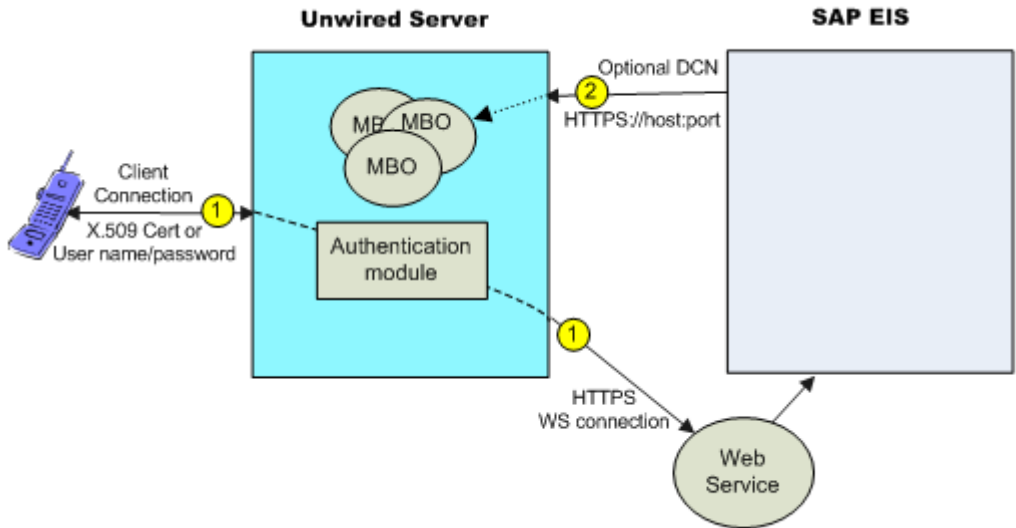 Unwired Server
SAP EIS
Optional DCN
2
HTTPS://host:port
MB
MBO
MBO
Client
Connection
1
X.509 Cert or
User name/password
Authentication
module
1
HTTPS
WS connection
Web
Service